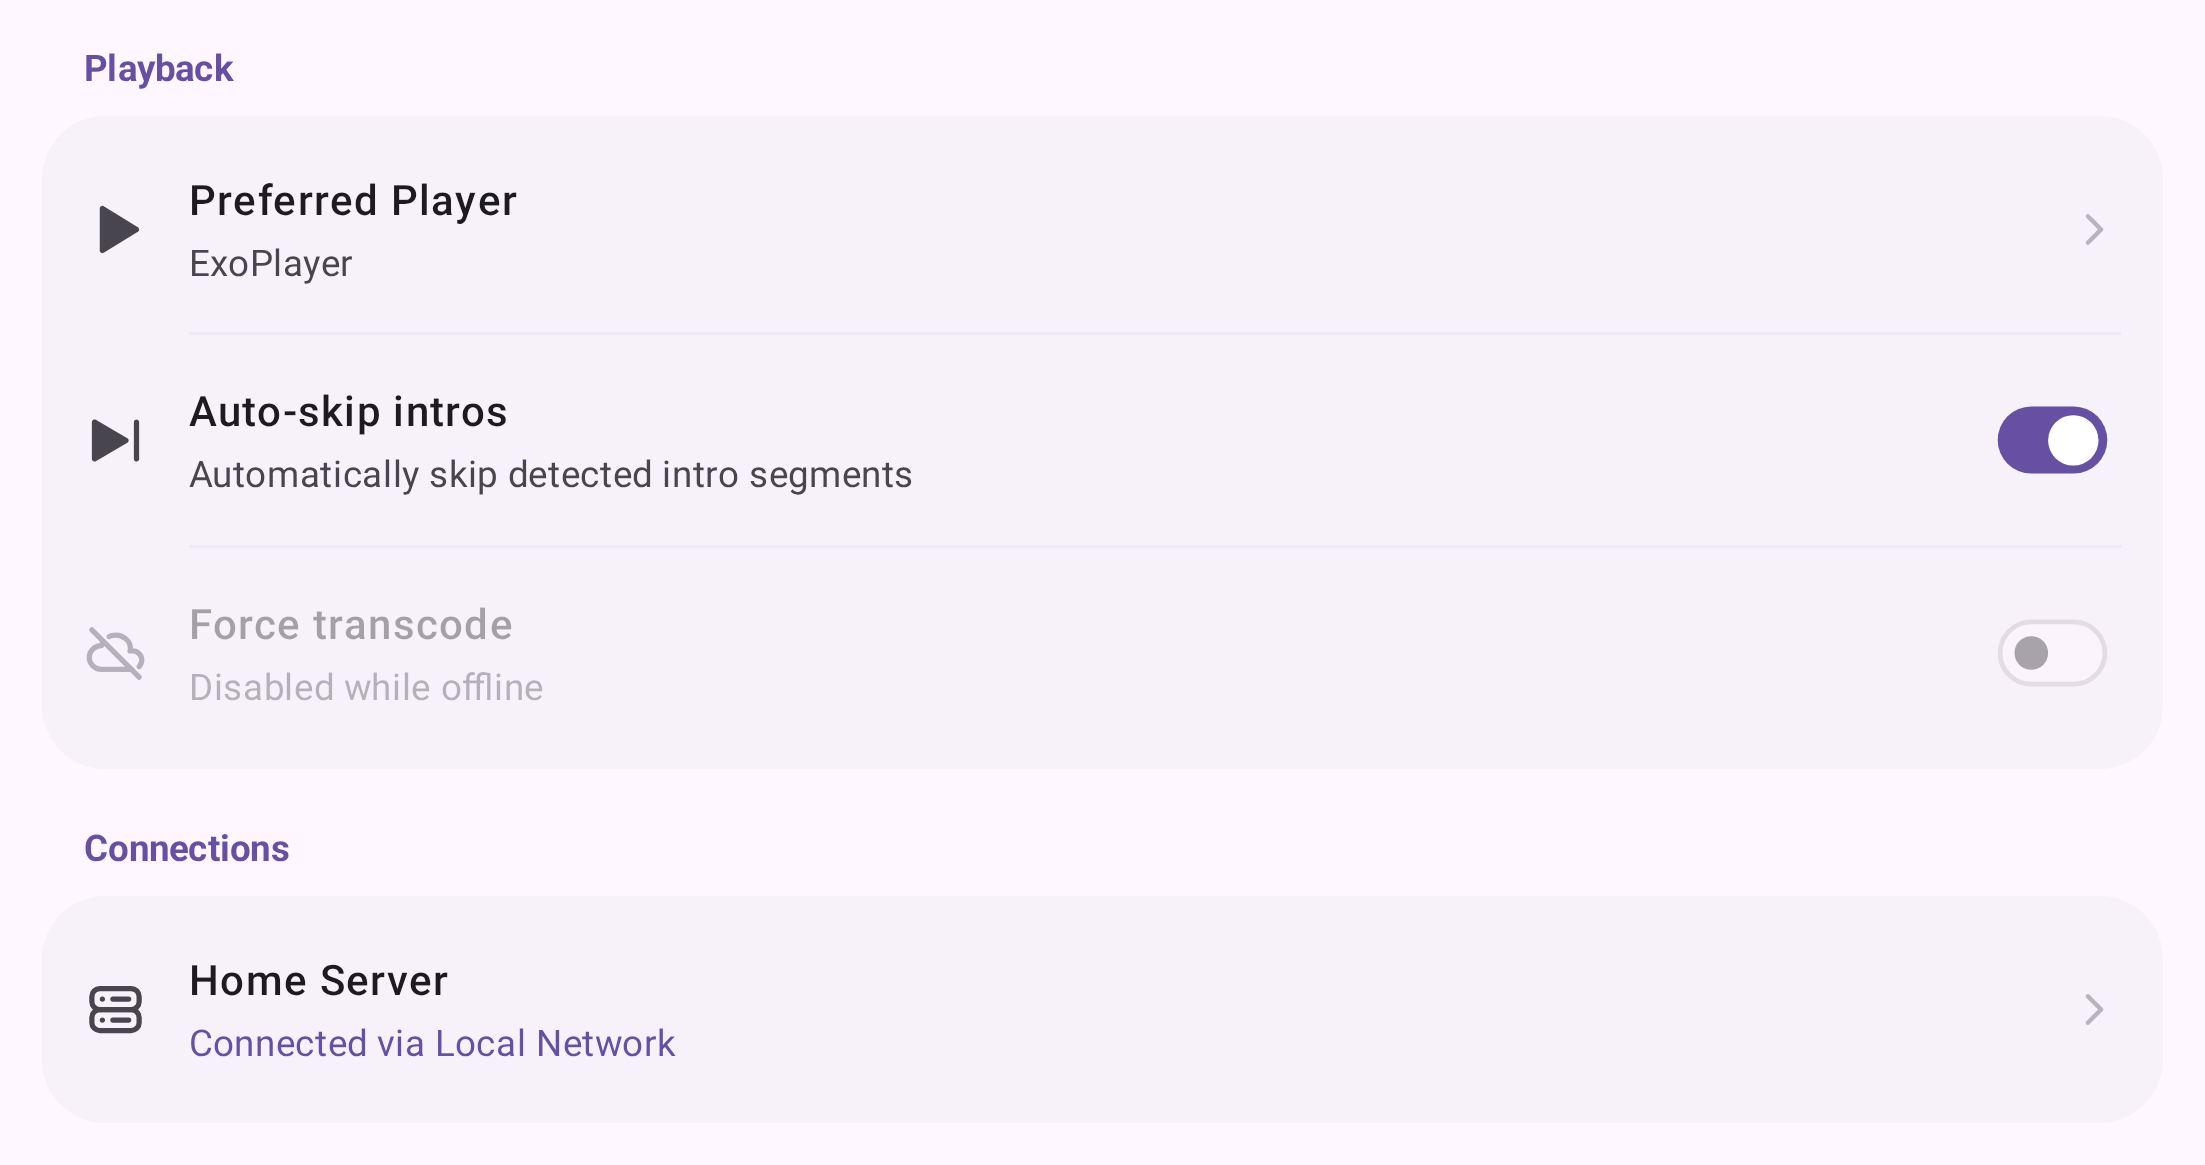 Playback
Preferred Player
ExoPlayer
Auto-skip intros
Automatically skip detected intro segments
Force transcode
Disabled while offline
Connections
Home Server
Connected via Local Network